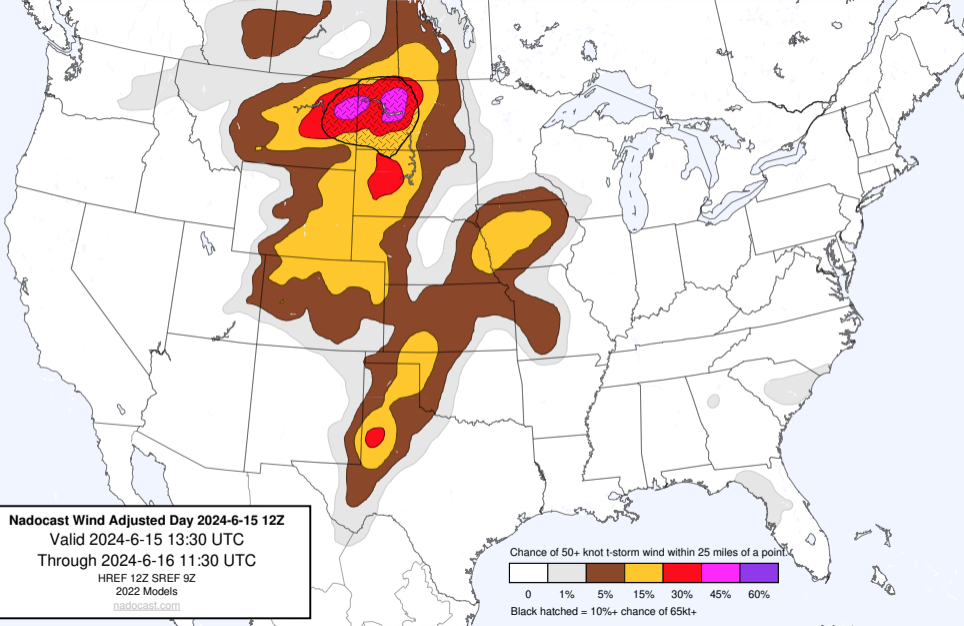 Nadocast Wind Adjusted Day 2024-6-15 12Z
Valid 2024-6-15 13:30 UTC
Through 2024-6-16 11:30 UTC
HREF 12Z SREF 9Z
2022 Models
nadocast.com
Chance of 50+ knot t-storm wind within 25 miles of a point.
0 1% 5% 15% 30% 45% 60%
Black hatched = 10%+ chance of 65kt+